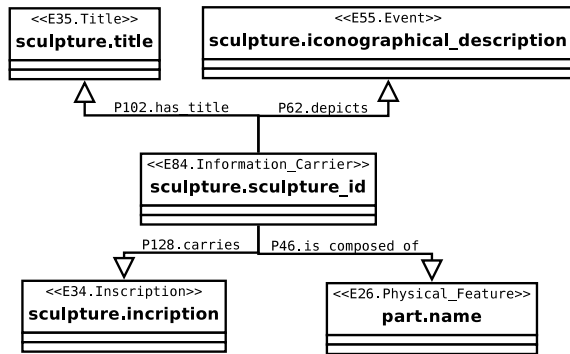 <<E35.Title>>
sculpture.title
<<E55.Event>>
sculpture.iconographical_description
P102.has_title
P62.depicts
<<E84.Information_Carrier>>
sculpture.sculpture_id
P128.carries
P46.is composed of
<<E34.Inscription>>
sculpture.incription
<<E26.Physical_Feature>>
part.name